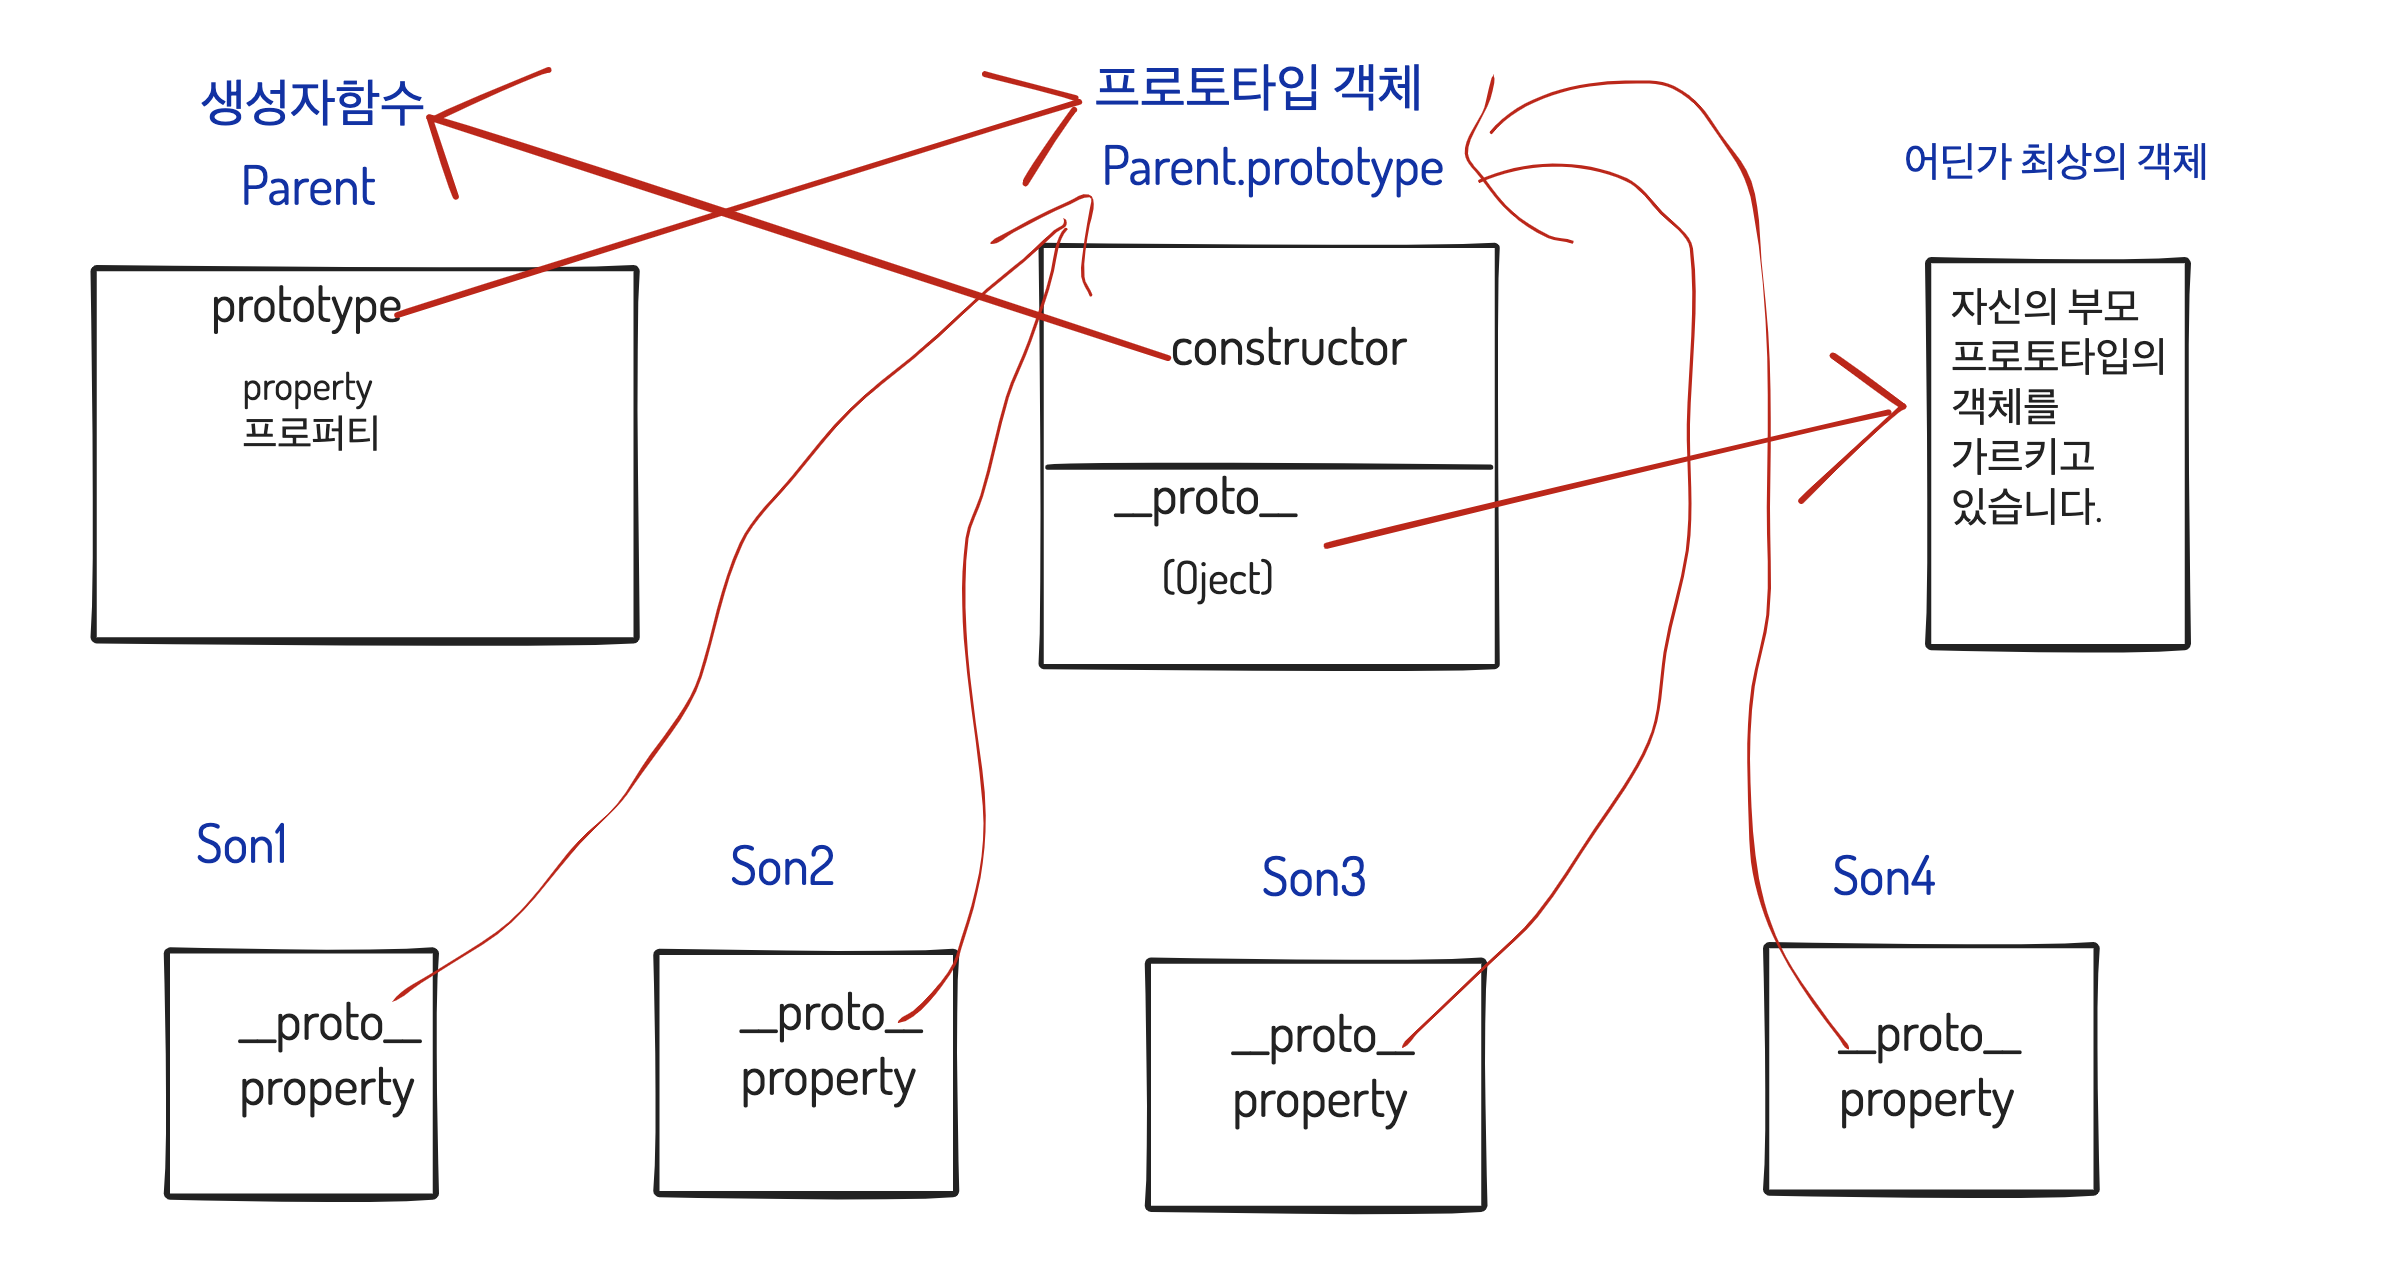 생성자함수
Parent
prototype
property
프로퍼티
프로토타입 객체
Parent.prototype
constructor
__proto__
(Oject)
어딘가 최상의 객체
자신의 부모
프로토타입의
객체를
가르키고
있습니다.
Son1
__proto__
property
Son2
__proto__
property
Son3
__proto__
property
Son4
__proto__
property